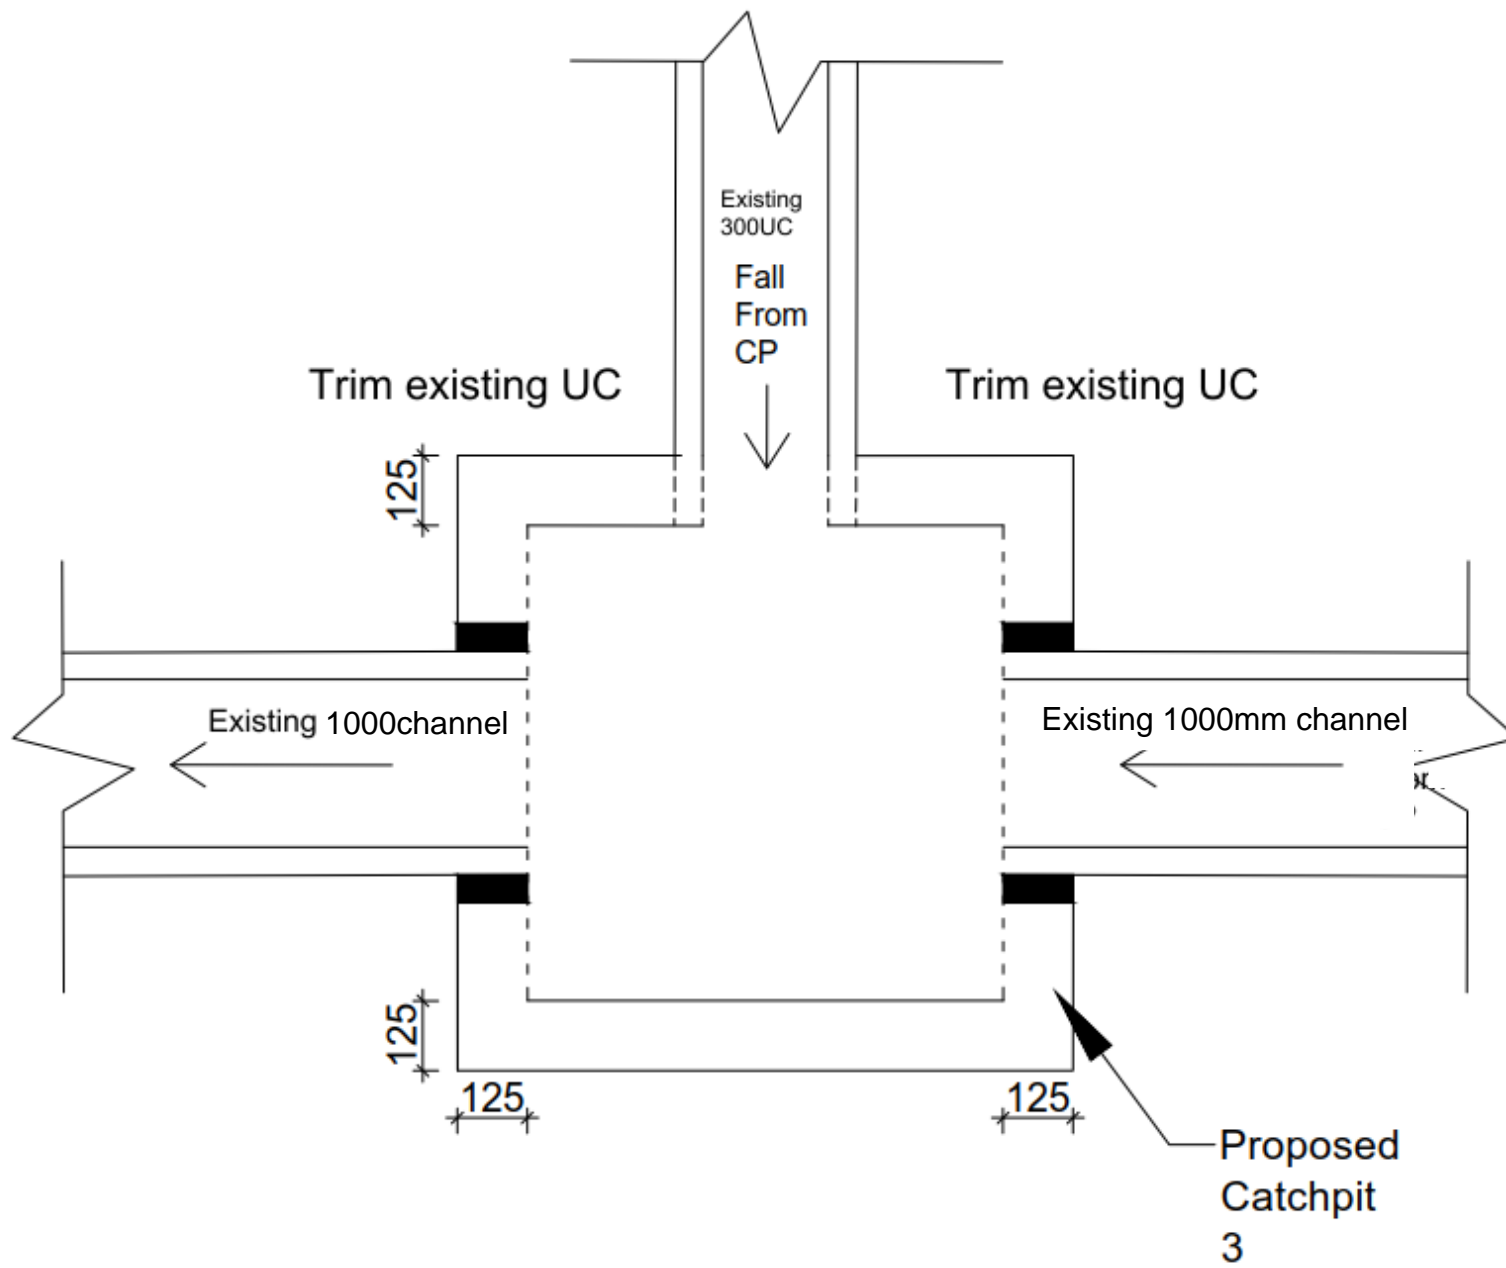 Existing
300UC
Fall
From
CP
Trim existing UC
Trim existing UC
125
Existing 1000channel
Existing 1000mm channel
125
125
125
Proposed
Catchpit
3